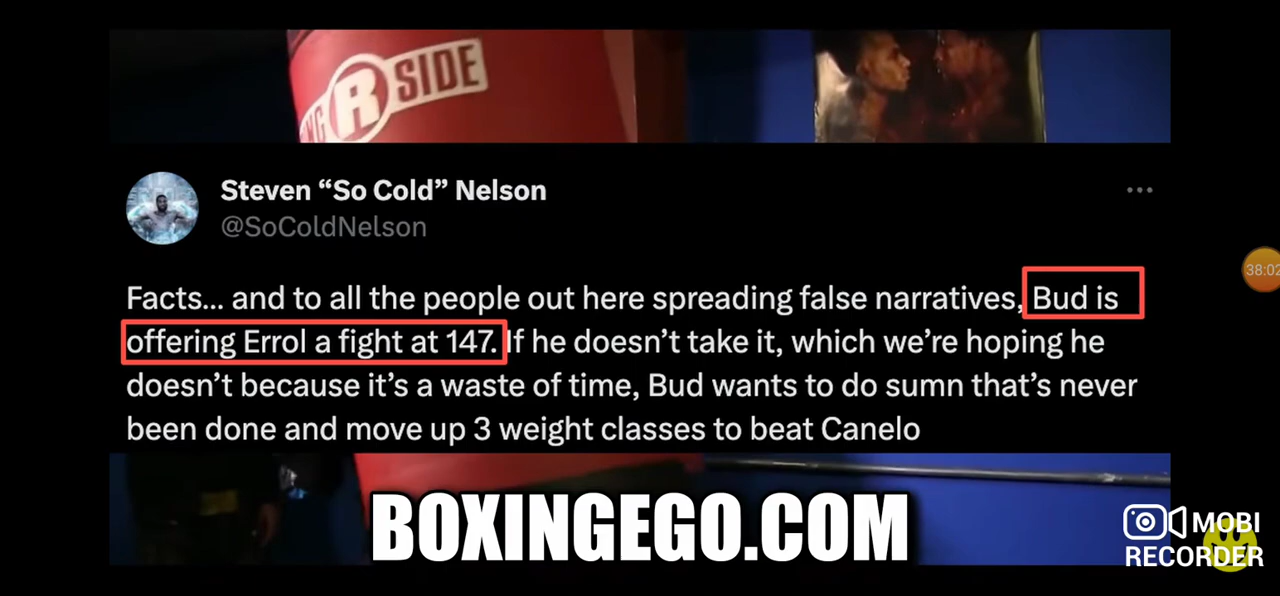 R SIDE
Steven “So Cold” Nelson
@SoColdNelson
Facts... and to all the people out here spreading false narratives, Bud is
offering Errol a fight at 147. If he doesn’t take it, which we’re hoping he
doesn’t because it’s a waste of time, Bud wants to do sumn that’s never
been done and move up 3 weight classes to beat Canelo
38:02
BOXINGEGO.COM
MOBI
RECORDER